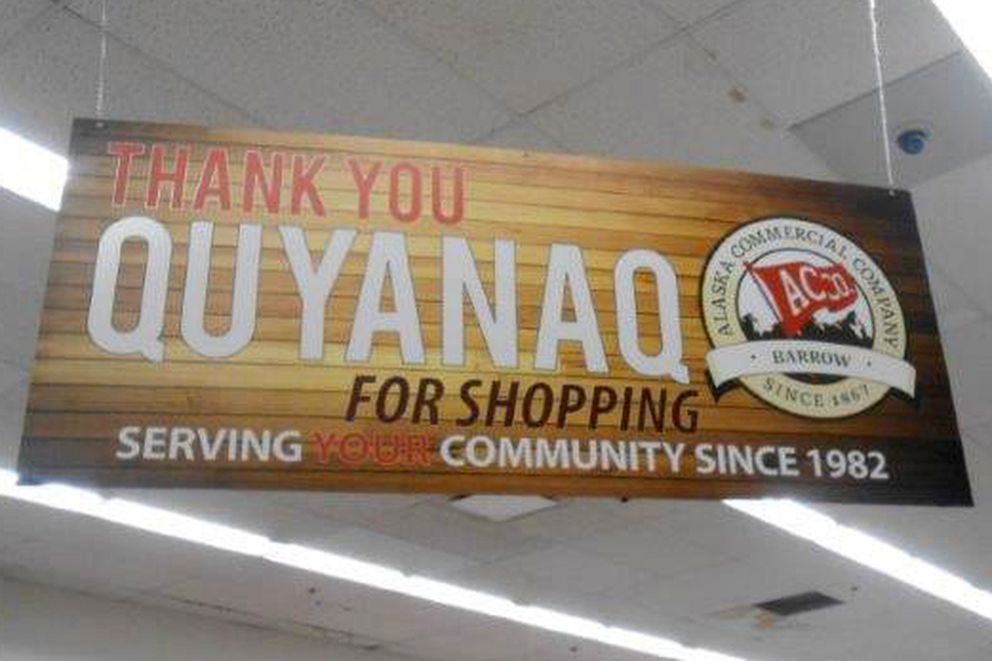 THANK YOU
QUYANAQ
FOR SHOPPING
SERVING YOUR COMMUNITY SINCE 1982
ALASKA COMMERCIAL COMPANY
AC CO.
· BARROW ·
SINCE 1867